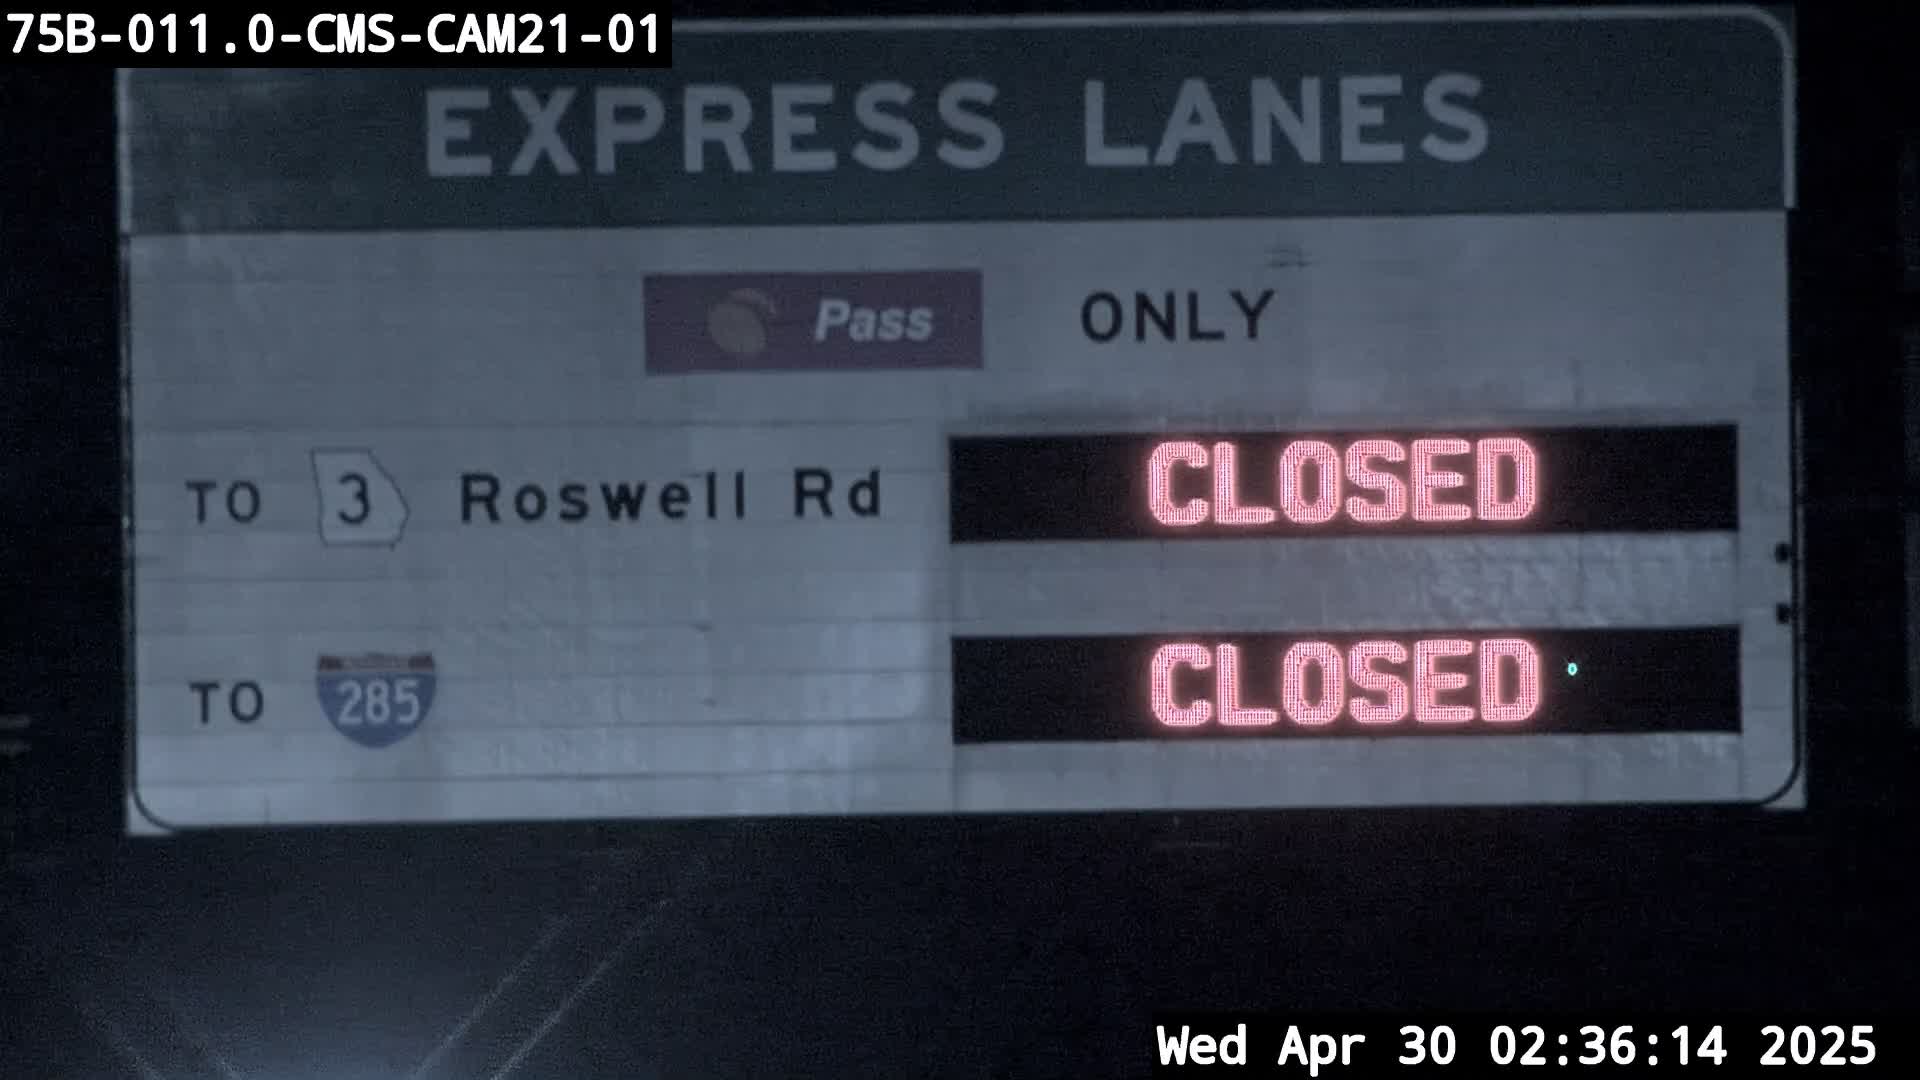 75B-011.0-CMS-CAM21-01
EXPRESS LANES
Pass ONLY
TO 3 Roswell Rd CLOSED
TO 285 CLOSED
Wed Apr 30 02:36:14 2025